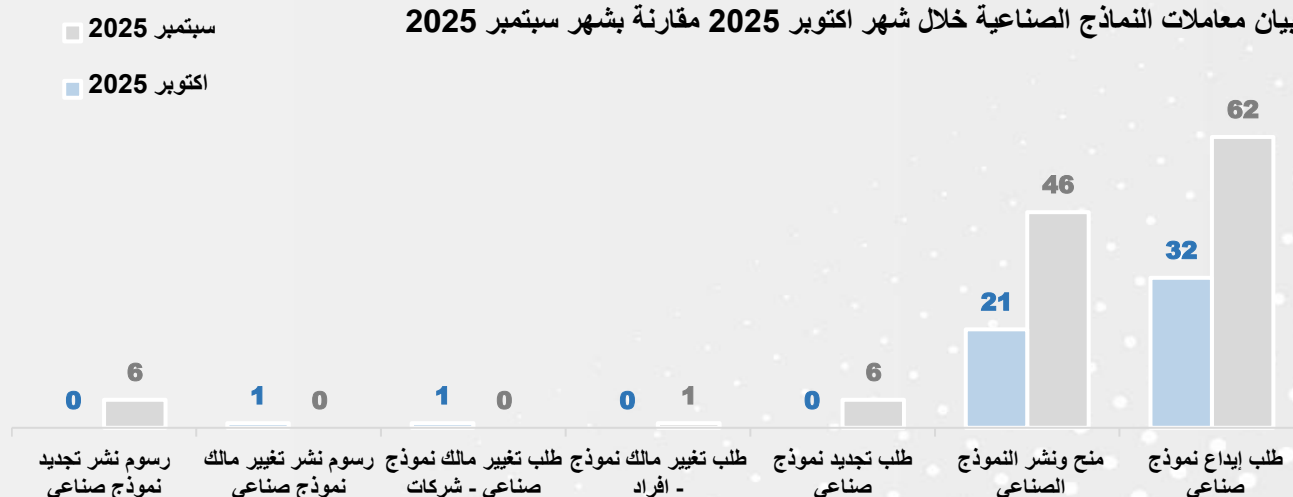 بيان معاملات النماذج الصناعية خلال شهر اكتوبر 2025 مقارنة بشهر سبتمبر 2025
سبتمبر 2025
اكتوبر 2025
62
32
46
21
6
0
1
0
0
1
0
1
6
0
طلب إيداع نموذج
صناعي
منح ونشر النموذج
الصناعي
طلب تجديد نموذج
صناعي
طلب تغيير مالك نموذج
- افراد
طلب تغيير مالك نموذج
صناعي - شركات
رسوم نشر تغيير مالك
نموذج صناعي
رسوم نشر تجديد
نموذج صناعي